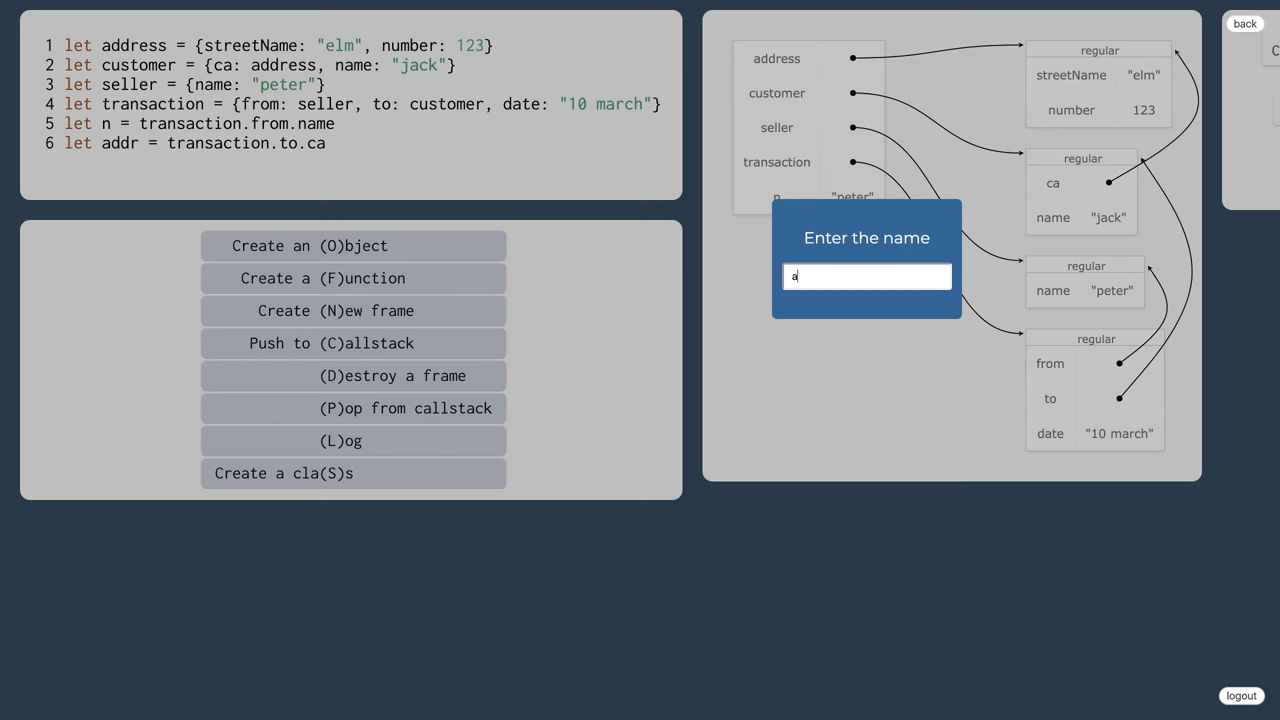 1 let address = {streetName: "elm", number: 123}
2 let customer = {ca: address, name: "jack"}
3 let seller = {name: "peter"}
4 let transaction = {from: seller, to: customer, date: "10 march"}
5 let n = transaction.from.name
6 let addr = transaction.to.ca
Create an (O)bject
Create a (F)unction
Create (N)ew frame
Push to (C)allstack
(D)estroy a frame
(P)op from callstack
(L)og
Create a cla(S)s
address
customer
seller
transaction
n "peter"
Enter the name
a
regular
streetName "elm"
number 123
regular
ca
name "jack"
regular
name "peter"
regular
from
to
date "10 march"
back
C
logout